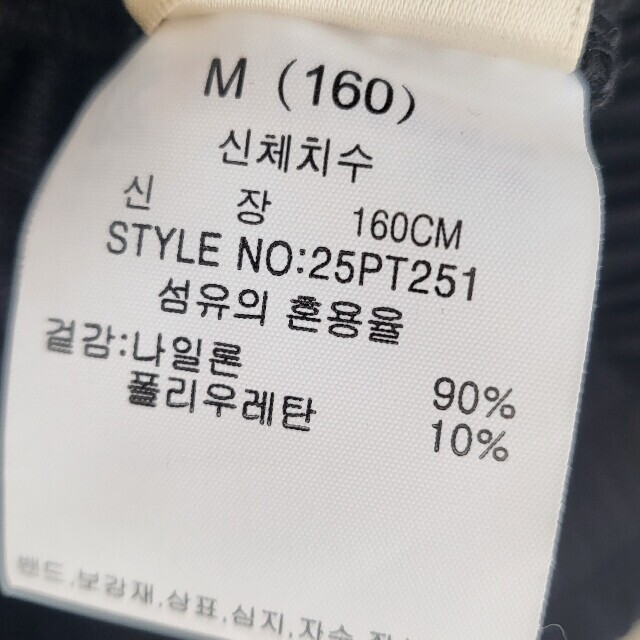 M (160)
신체치수
신 장 160CM
STYLE NO:25PT251
섬유의 혼용율
겉감:나일론 90%
폴리우레탄 10%
밴드,보강재,상표,심지,자수